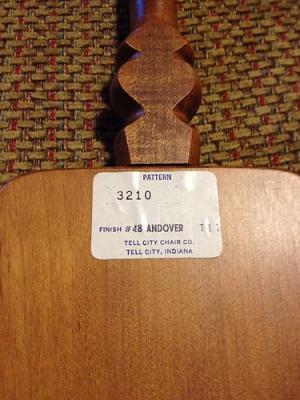 PATTERN
3210
FINISH #48 ANDOVER
TELL CITY CHAIR CO.
TELL CITY, INDIANA